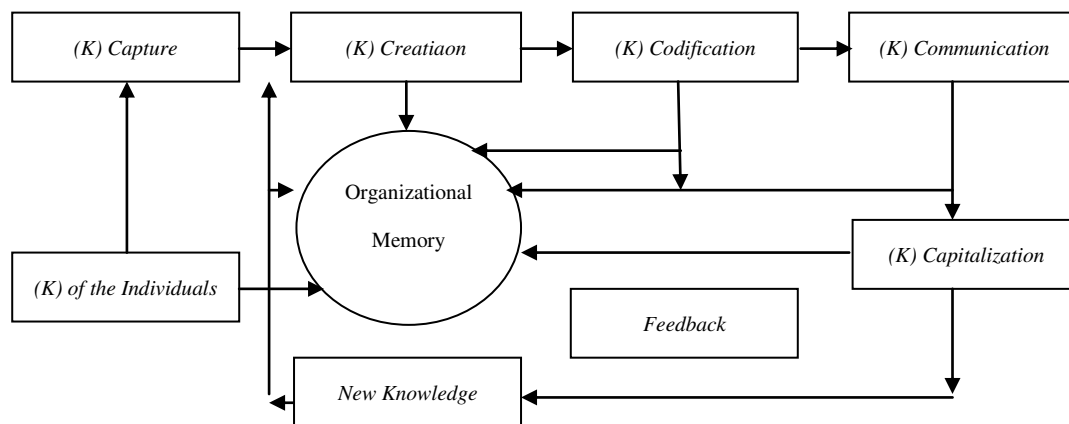 (K) Capture
(K) Creatiaon
(K) Codification
(K) Communication
Organizational
Memory
(K) Capitalization
(K) of the Individuals
Feedback
New Knowledge